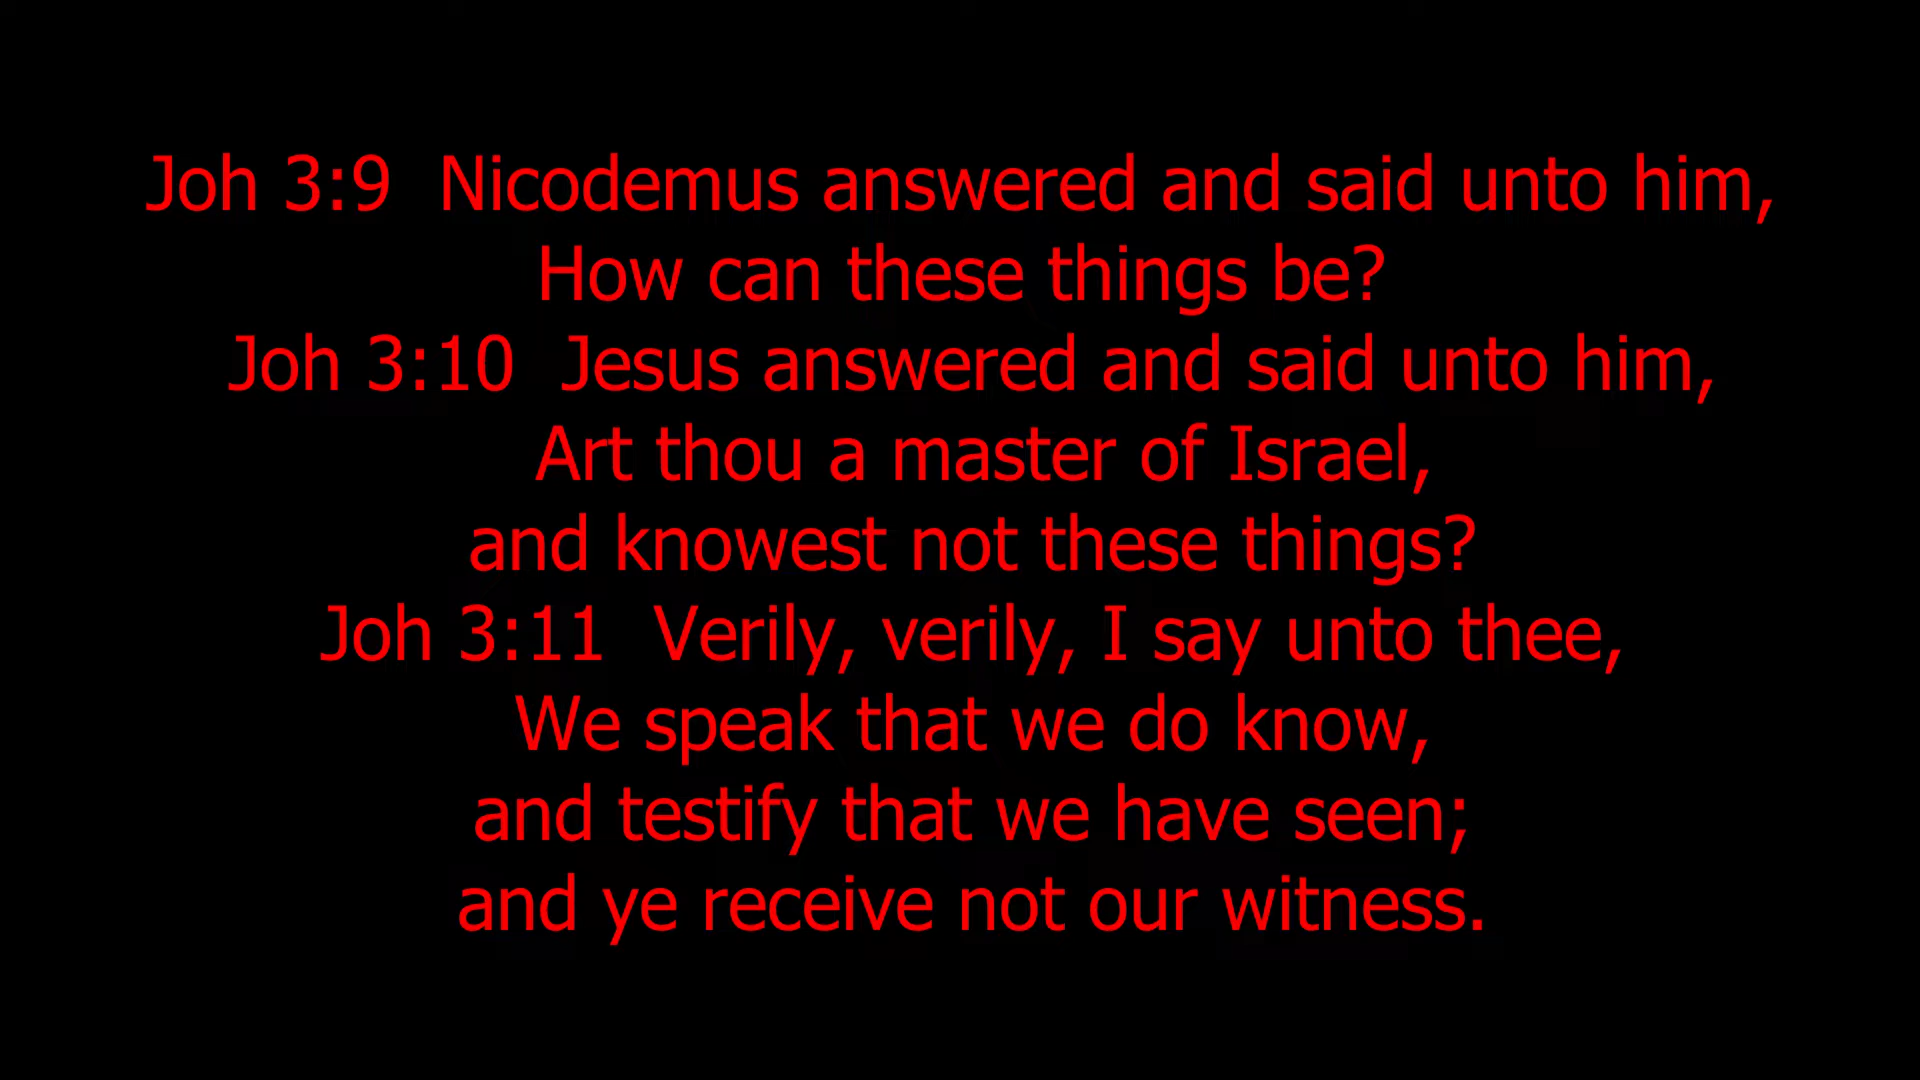 Joh 3:9  Nicodemus answered and said unto him,
How can these things be?
Joh 3:10  Jesus answered and said unto him,
Art thou a master of Israel,
and knowest not these things?
Joh 3:11  Verily, verily, I say unto thee,
We speak that we do know,
and testify that we have seen;
and ye receive not our witness.